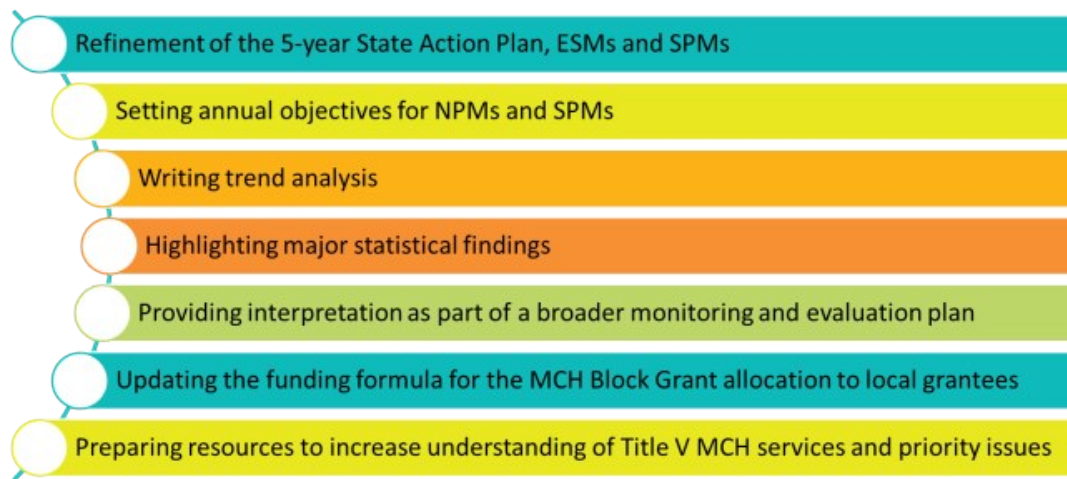 Refinement of the 5-year State Action Plan, ESMs and SPMs
Setting annual objectives for NPMs and SPMs
Writing trend analysis
Highlighting major statistical findings
Providing interpretation as part of a broader monitoring and evaluation plan
Updating the funding formula for the MCH Block Grant allocation to local grantees
Preparing resources to increase understanding of Title V MCH services and priority issues